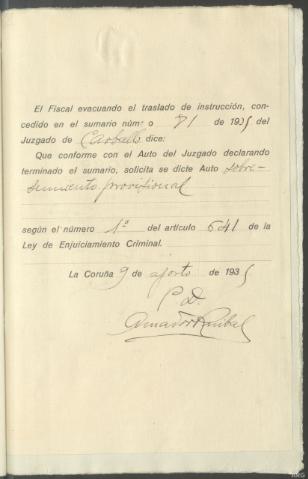 El Fiscal evacuando el traslado de instrucción, con-
cedido en el sumario número 71 de 1935 del
Juzgado de Carballo dice:
Que conforme con el Auto del Juzgado declarando
terminado el sumario, solicita se dicte Auto sobre-
seimiento provisional
según el número 1º del artículo 641 de la
Ley de Enjuiciamiento Criminal.
La Coruña 9 de agosto de 1935
P. D.
Amador